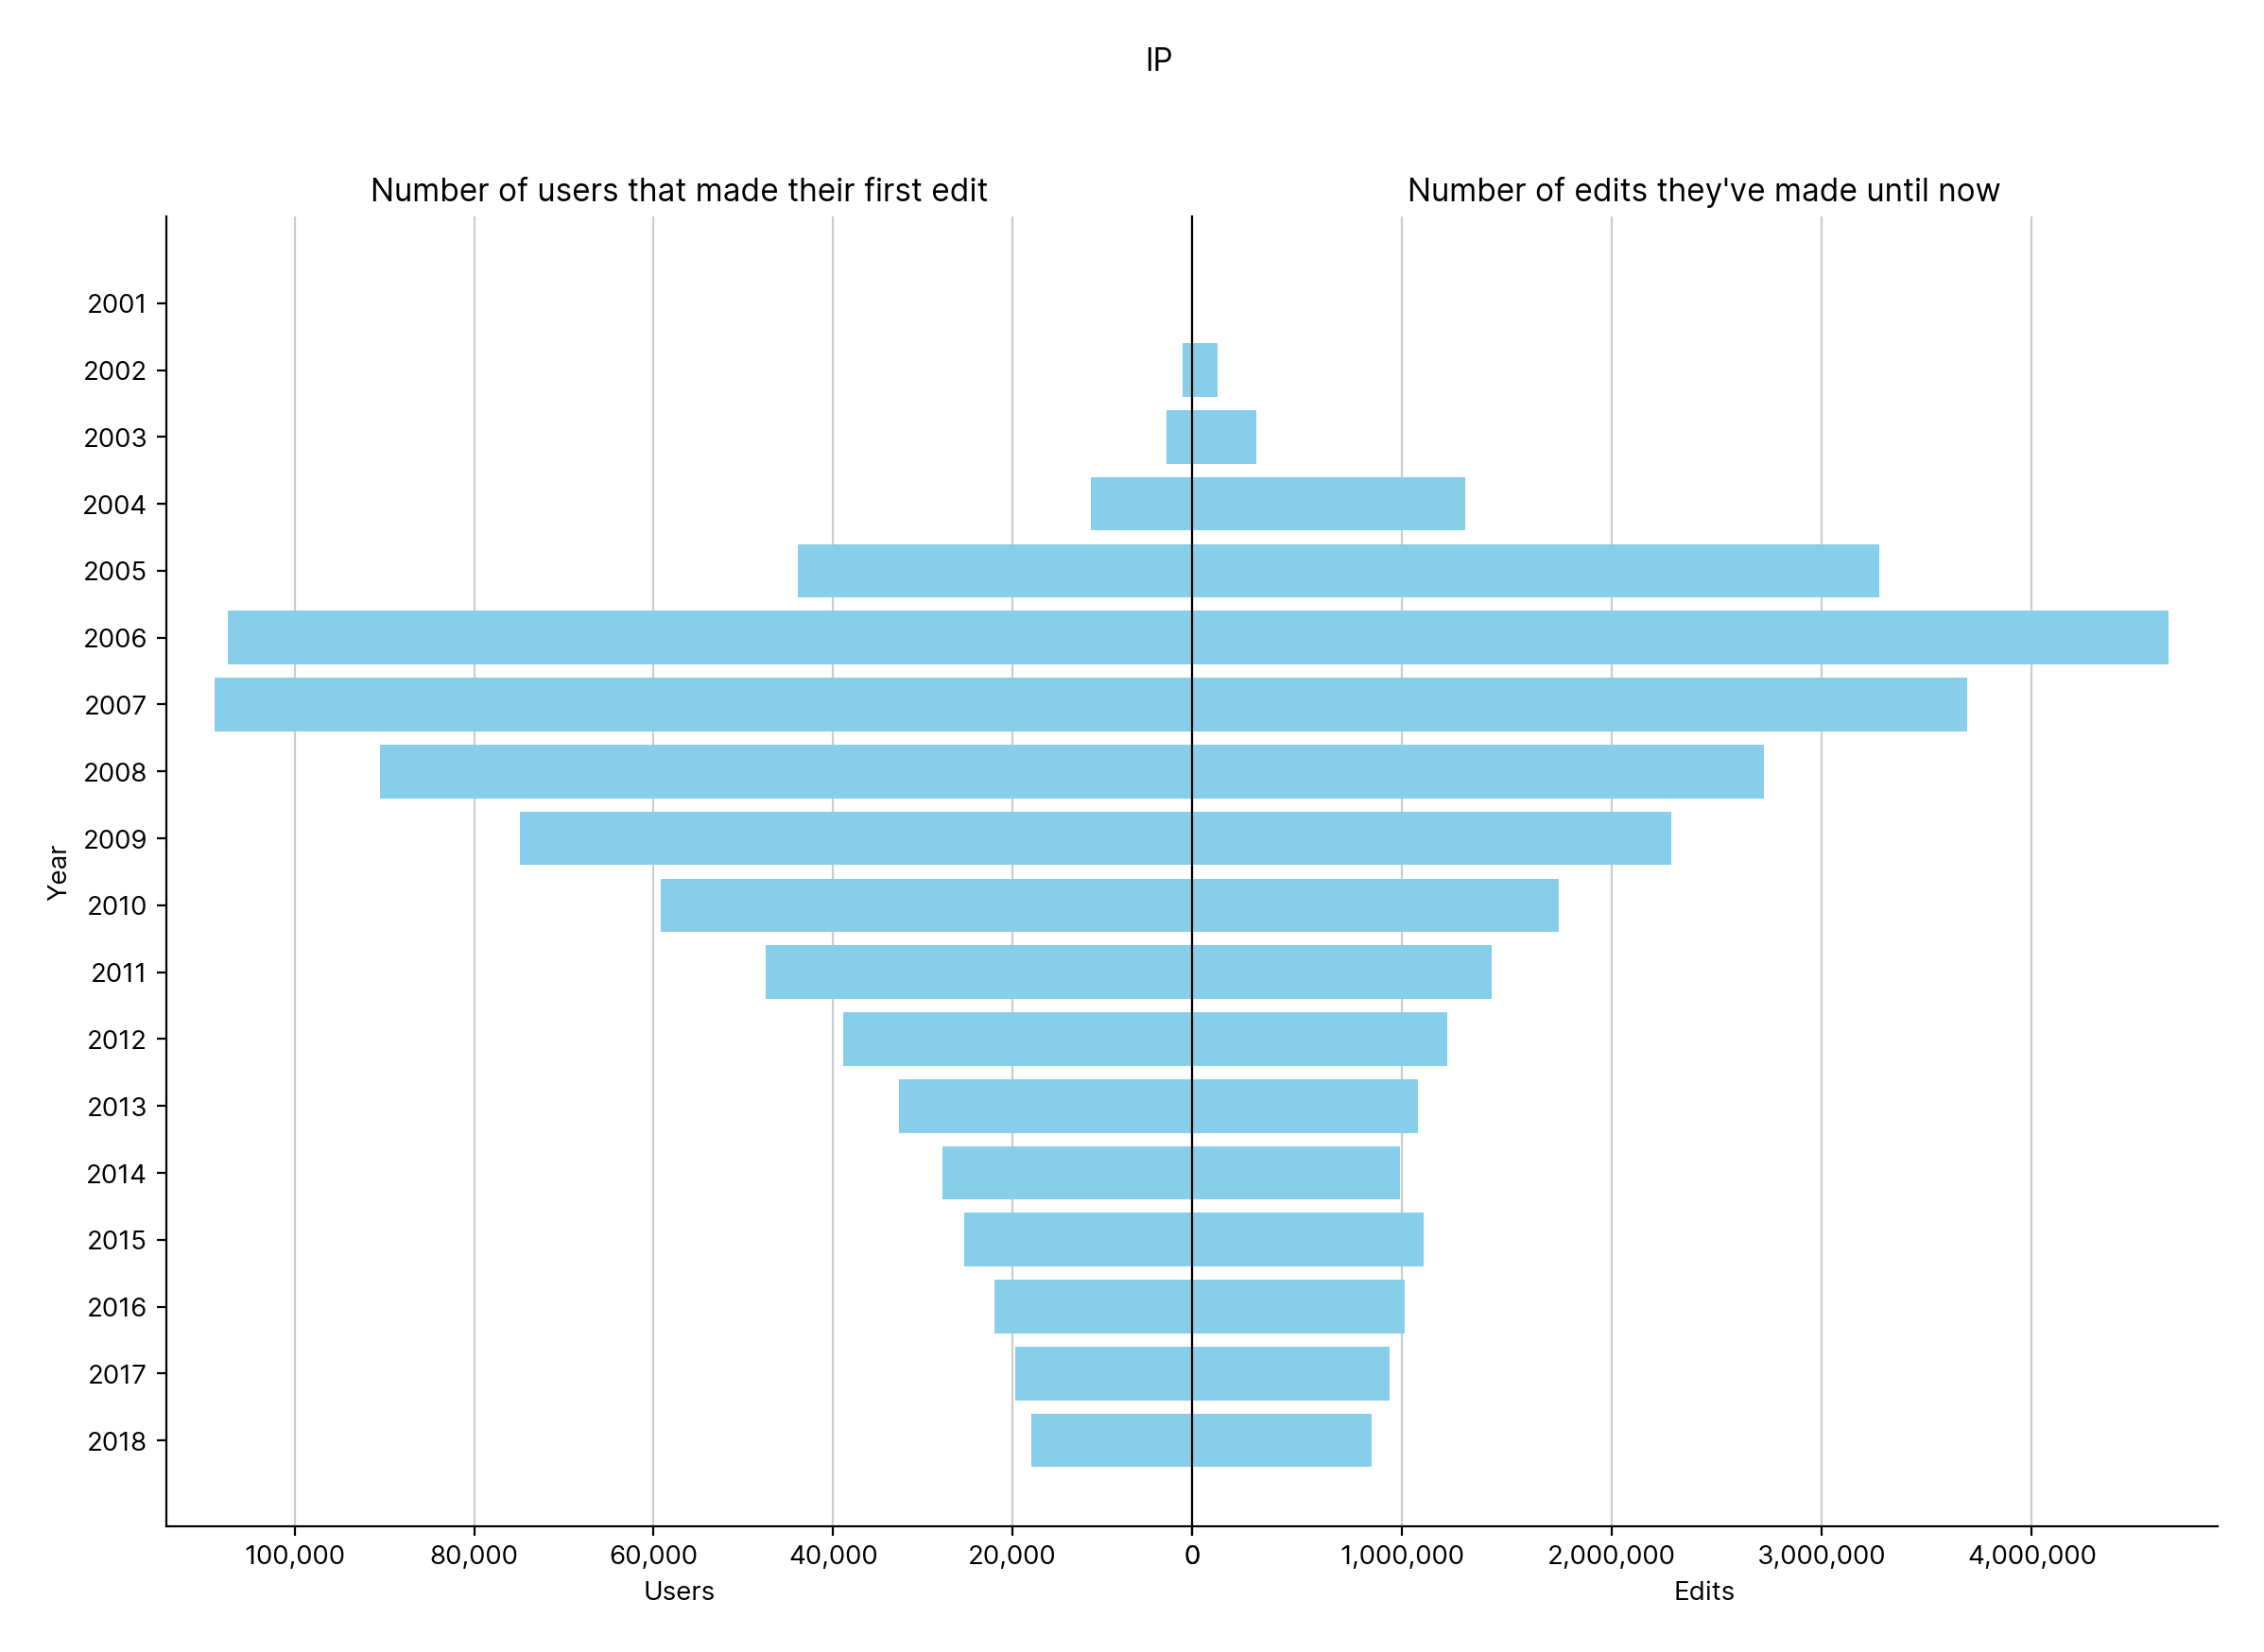 IP
Number of users that made their first edit
Number of edits they've made until now
Year
2001
2002
2003
2004
2005
2006
2007
2008
2009
2010
2011
2012
2013
2014
2015
2016
2017
2018
100,000 80,000 60,000 40,000 20,000 0 1,000,000 2,000,000 3,000,000 4,000,000
Users
Edits